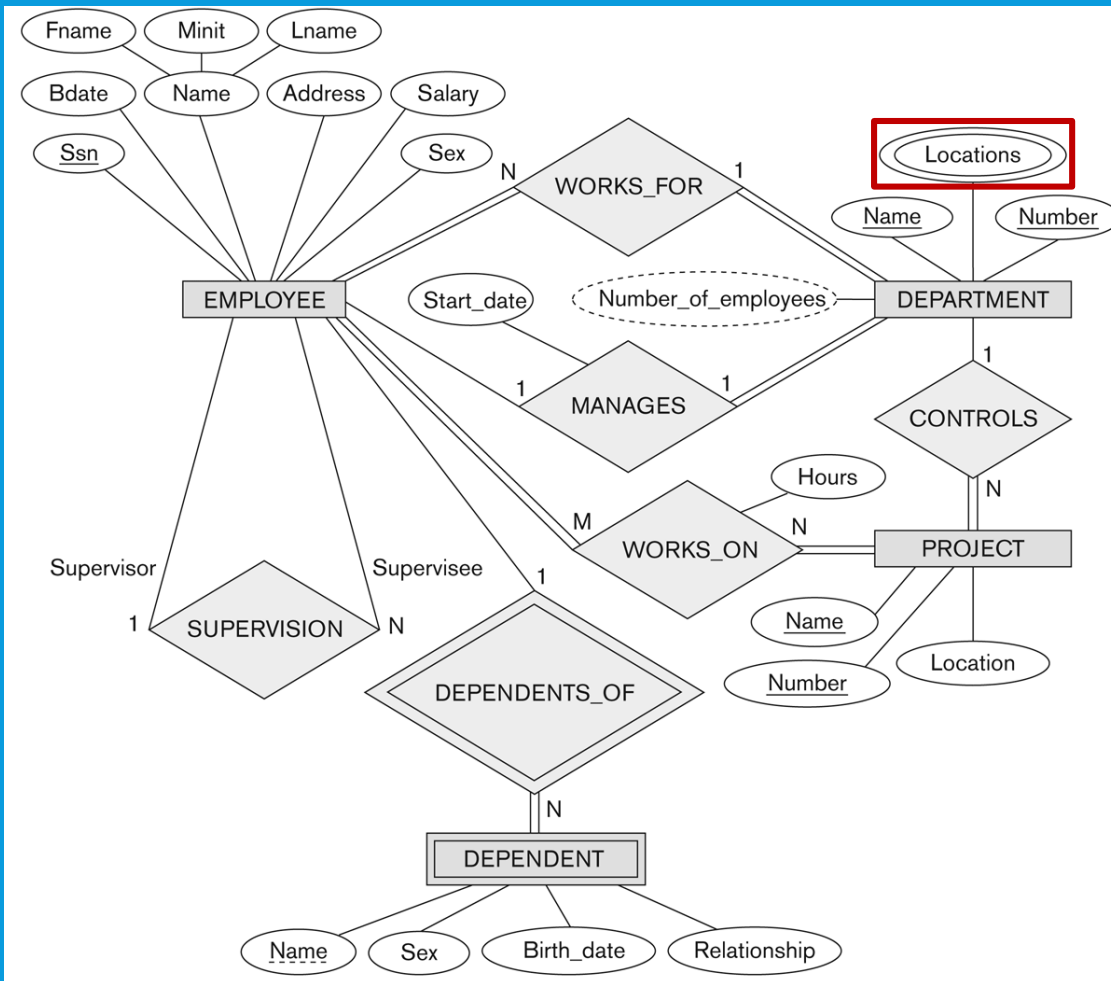 Fname
Minit
Lname
Bdate
Name
Address
Salary
Ssn
Sex
Locations
N
WORKS_FOR
1
Name
Number
EMPLOYEE
Start_date
Number_of_employees
DEPARTMENT
1
MANAGES
1
1
CONTROLS
N
Hours
M
WORKS_ON
N
PROJECT
Supervisor
Supervisee
1
1
SUPERVISION
N
Name
Number
Location
DEPENDENTS_OF
N
DEPENDENT
Name
Sex
Birth_date
Relationship